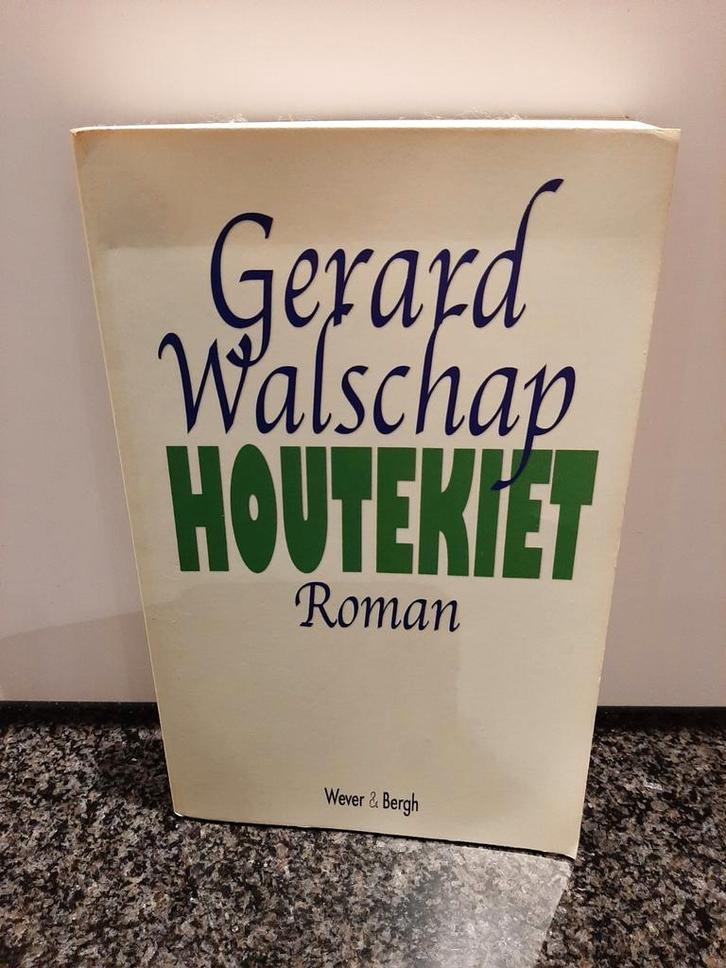 Gerard
Walschap
HOUTEKIET
Roman
Wever & Bergh